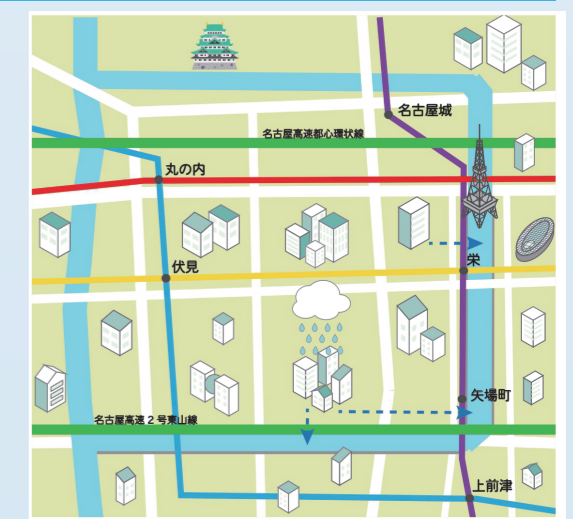 名古屋城
名古屋高速都心環状線
丸の内
栄
伏見
矢場町
名古屋高速2号東山線
上前津